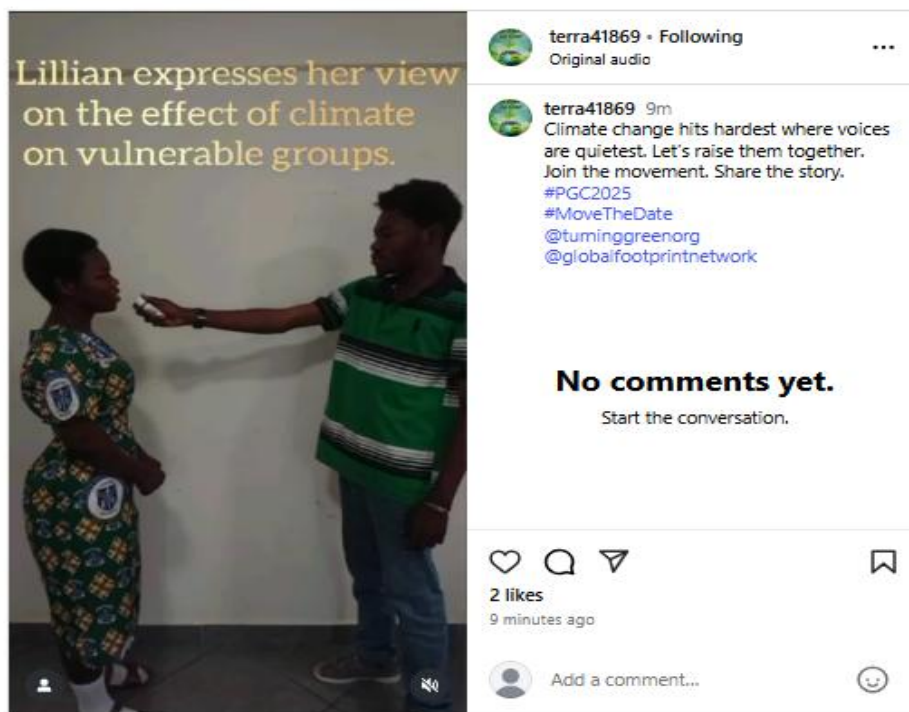 Lillian expresses her view
on the effect of climate
on vulnerable groups.
terra41869 • Following
Original audio
terra41869 9m
Climate change hits hardest where voices
are quietest. Let's raise them together.
Join the movement. Share the story.
#PGC2025
#MoveTheDate
@turninggreenorg
@globalfootprintnetwork
No comments yet.
Start the conversation.
2 likes
9 minutes ago
Add a comment...